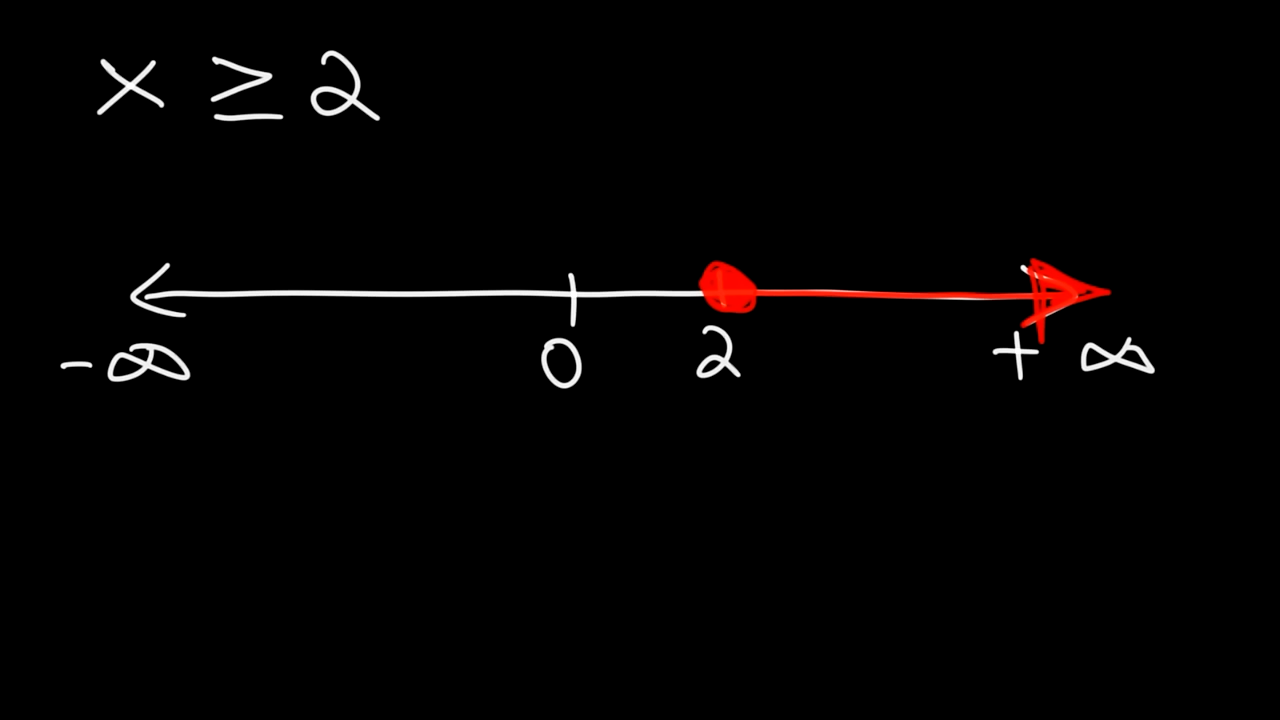 x ≥ 2
-∞ 0 2 + ∞